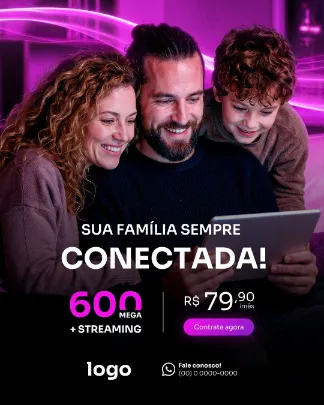 SUA FAMÍLIA SEMPRE
CONECTADA!
600
MEGA
+ STREAMING
R$ 79,90
/mês
Contrate agora
logo
Fale conosco!
(00) 0 0000-0000